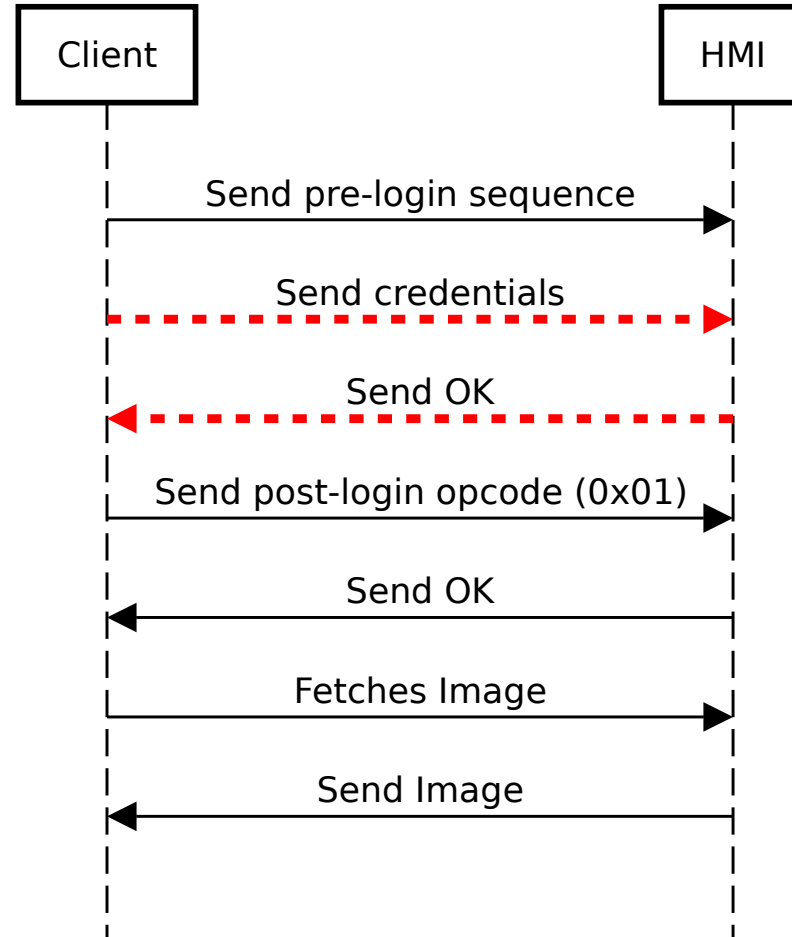 Client
HMI
Send pre-login sequence
Send credentials
Send OK
Send post-login opcode (0x01)
Send OK
Fetches Image
Send Image